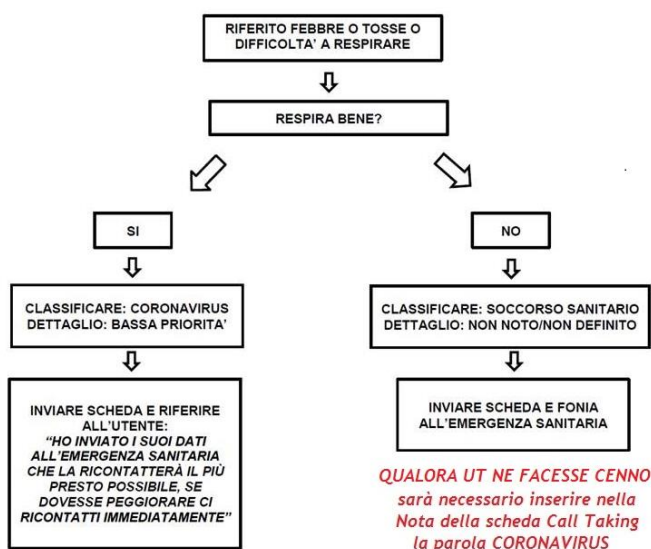 RIFERITO FEBBRE O TOSSE O
DIFFICOLTA' A RESPIRARE
RESPIRA BENE?
SI
NO
CLASSIFICARE: CORONAVIRUS
DETTAGLIO: BASSA PRIORITA'
CLASSIFICARE: SOCCORSO SANITARIO
DETTAGLIO: NON NOTO/NON DEFINITO
INVIARE SCHEDA E RIFERIRE
ALL'UTENTE:
"HO INVIATO I SUOI DATI
ALL'EMERGENZA SANITARIA
CHE LA RICONTATTERÀ IL PIÙ
PRESTO POSSIBILE, SE
DOVESSE PEGGIORARE CI
RICONTATTI IMMEDIATAMENTE"
INVIARE SCHEDA E FONIA
ALL'EMERGENZA SANITARIA
QUALORA UT NE FACESSE CENNO
sarà necessario inserire nella
Nota della scheda Call Taking
la parola CORONAVIRUS